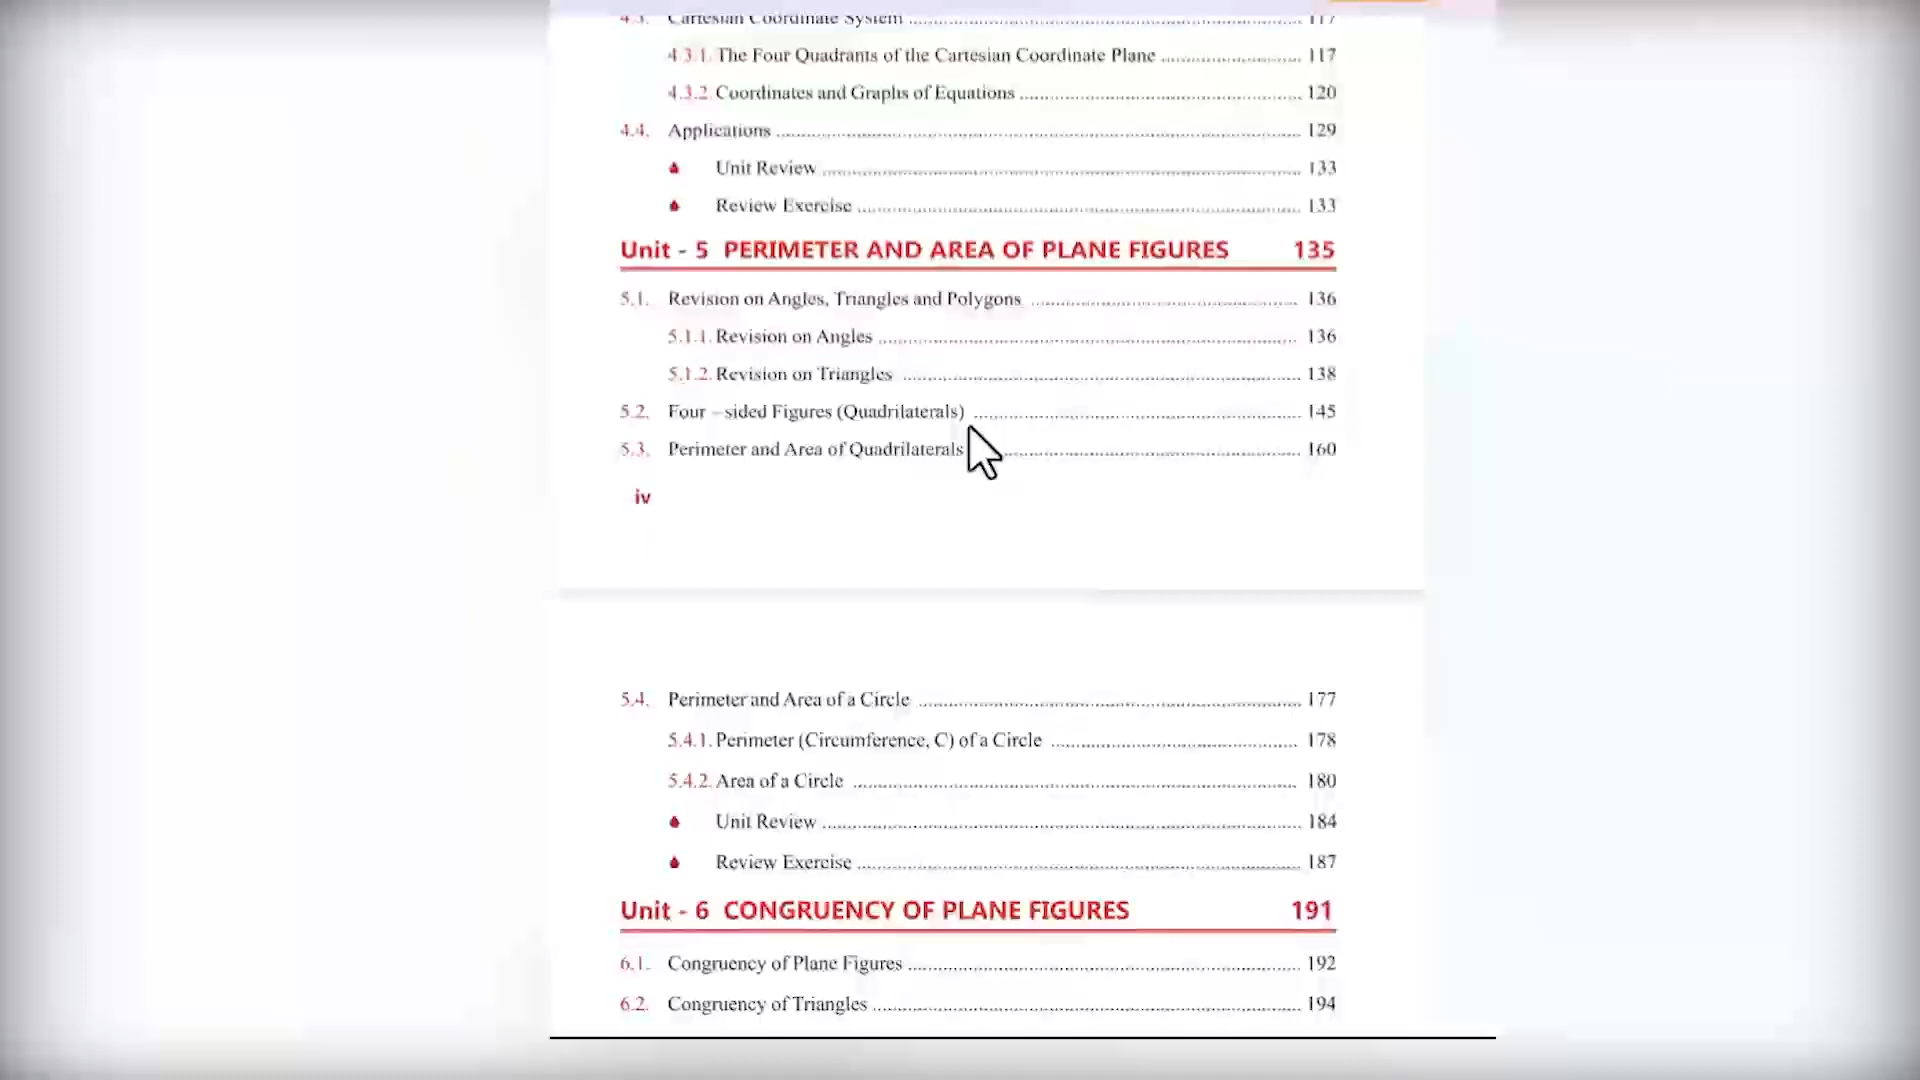 4.3. Cartesian Coordinate System ........ 117
4.3.1. The Four Quadrants of the Cartesian Coordinate Plane ........ 117
4.3.2. Coordinates and Graphs of Equations ........ 120
4.4. Applications ........ 129
Unit Review ........ 133
Review Exercise ........ 133
Unit - 5 PERIMETER AND AREA OF PLANE FIGURES 135
5.1. Revision on Angles, Triangles and Polygons ........ 136
5.1.1. Revision on Angles ........ 136
5.1.2. Revision on Triangles ........ 138
5.2. Four – sided Figures (Quadrilaterals) ........ 145
5.3. Perimeter and Area of Quadrilaterals ........ 160
iv
5.4. Perimeter and Area of a Circle ........ 177
5.4.1. Perimeter (Circumference, C) of a Circle ........ 178
5.4.2. Area of a Circle ........ 180
Unit Review ........ 184
Review Exercise ........ 187
Unit - 6 CONGRUENCY OF PLANE FIGURES 191
6.1. Congruency of Plane Figures ........ 192
6.2. Congruency of Triangles ........ 194